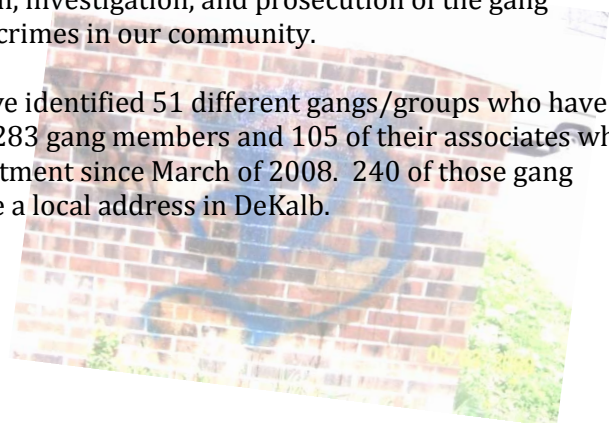 n, investigation, and prosecution of the gang
crimes in our community.
ve identified 51 different gangs/groups who have
283 gang members and 105 of their associates wh
tment since March of 2008.  240 of those gang
e a local address in DeKalb.